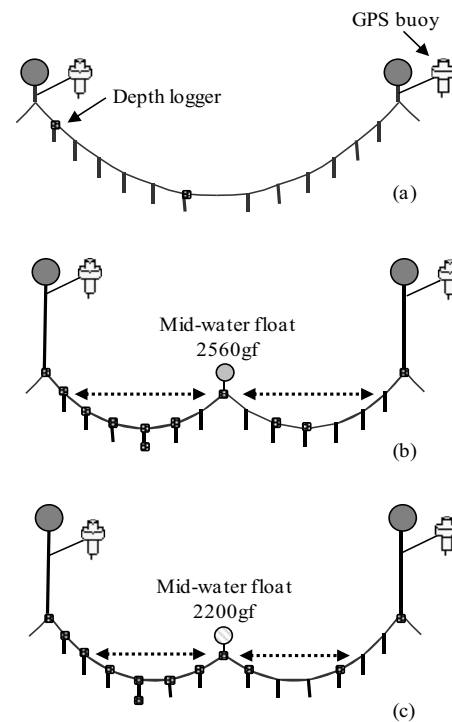 GPS buoy
Depth logger
(a)
Mid-water float
2560gf
(b)
Mid-water float
2200gf
(c)